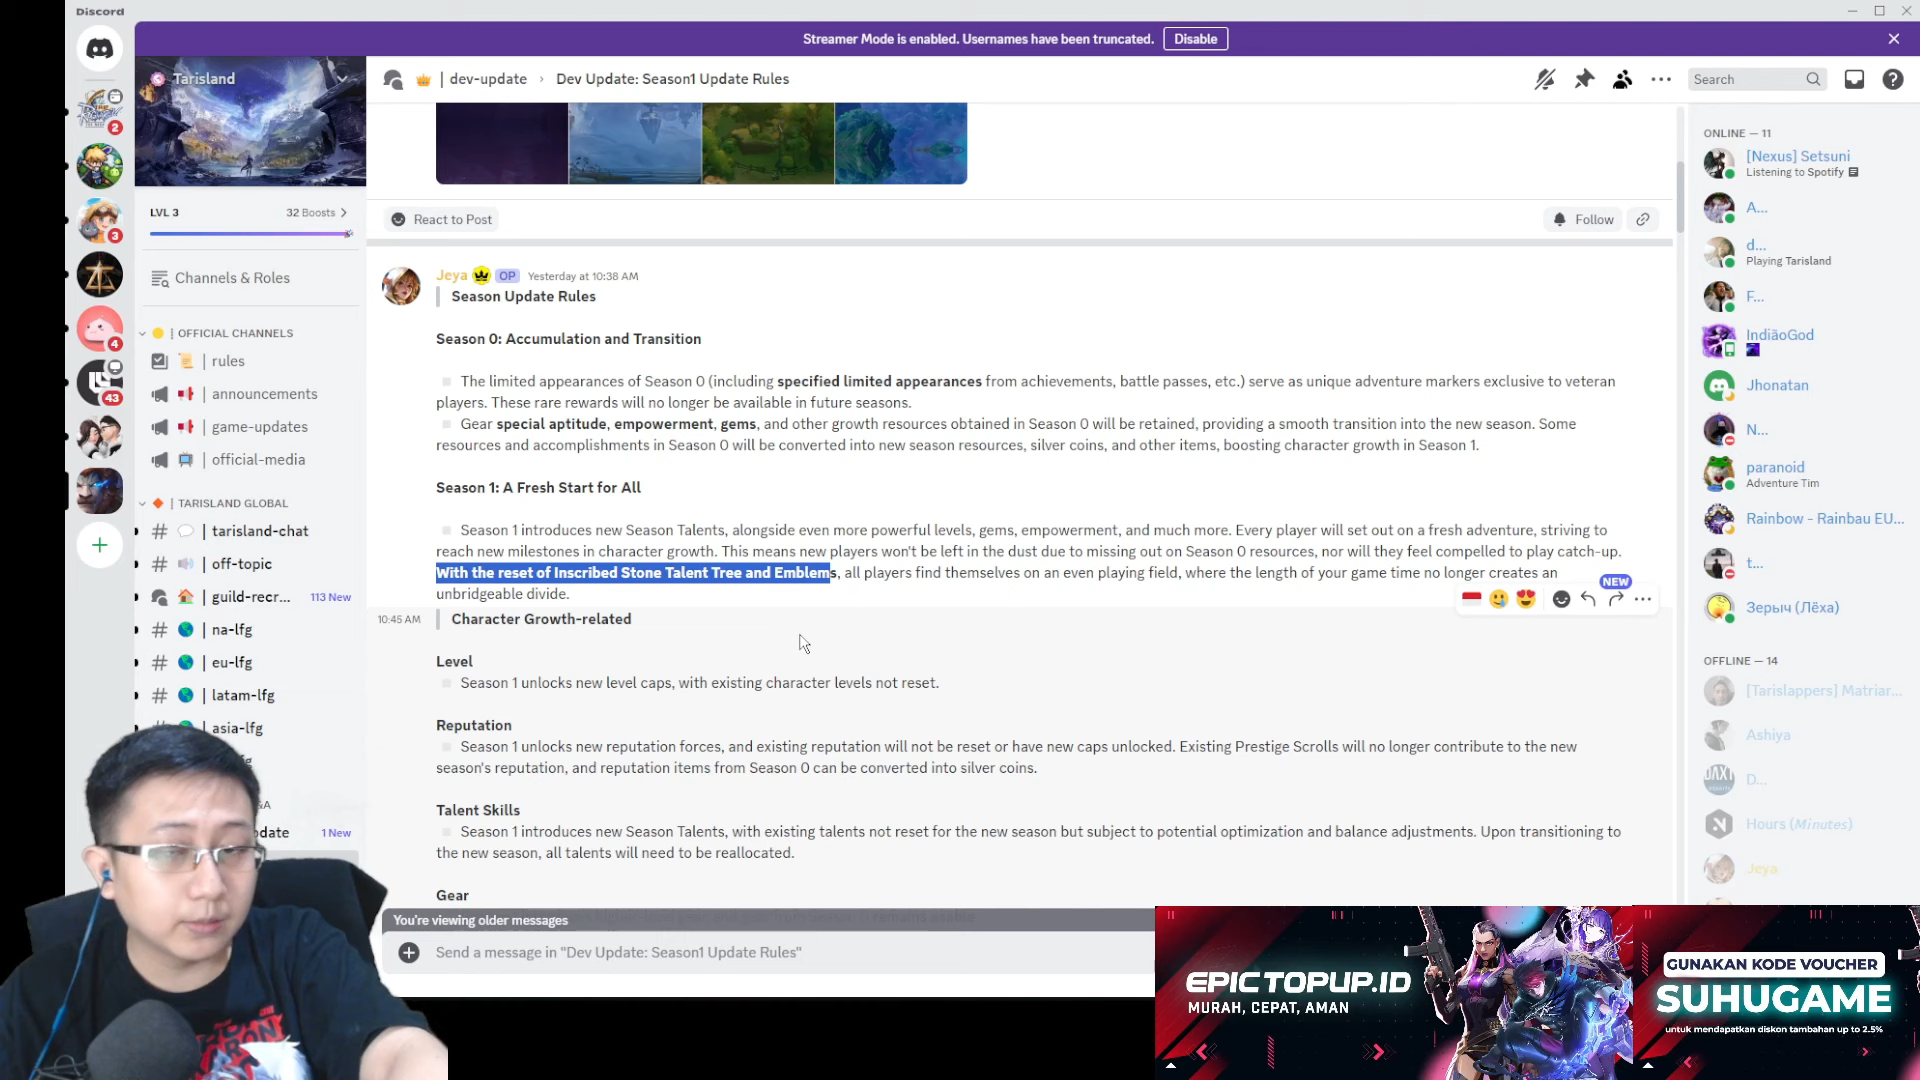 Discord
Streamer Mode is enabled. Usernames have been truncated. Disable
Tarisland
| dev-update › Dev Update: Season1 Update Rules
Search
LVL 3 32 Boosts
React to Post
Follow
Channels & Roles
| OFFICIAL CHANNELS
| rules
| announcements
| game-updates
| official-media
| TARISLAND GLOBAL
| tarisland-chat
| off-topic
| guild-recr... 113 New
| na-lfg
| eu-lfg
| latam-lfg
| asia-lfg
1 New
2
3
4
43
Jeya OP Yesterday at 10:38 AM
Season Update Rules
Season 0: Accumulation and Transition
The limited appearances of Season 0 (including specified limited appearances from achievements, battle passes, etc.) serve as unique adventure markers exclusive to veteran
players. These rare rewards will no longer be available in future seasons.
Gear special aptitude, empowerment, gems, and other growth resources obtained in Season 0 will be retained, providing a smooth transition into the new season. Some
resources and accomplishments in Season 0 will be converted into new season resources, silver coins, and other items, boosting character growth in Season 1.
Season 1: A Fresh Start for All
Season 1 introduces new Season Talents, alongside even more powerful levels, gems, empowerment, and much more. Every player will set out on a fresh adventure, striving to
reach new milestones in character growth. This means new players won't be left in the dust due to missing out on Season 0 resources, nor will they feel compelled to play catch-up.
With the reset of Inscribed Stone Talent Tree and Emblems, all players find themselves on an even playing field, where the length of your game time no longer creates an
unbridgeable divide.
NEW
10:45 AM Character Growth-related
Level
Season 1 unlocks new level caps, with existing character levels not reset.
Reputation
Season 1 unlocks new reputation forces, and existing reputation will not be reset or have new caps unlocked. Existing Prestige Scrolls will no longer contribute to the new
season's reputation, and reputation items from Season 0 can be converted into silver coins.
Talent Skills
Season 1 introduces new Season Talents, with existing talents not reset for the new season but subject to potential optimization and balance adjustments. Upon transitioning to
the new season, all talents will need to be reallocated.
Gear
You're viewing older messages
Send a message in "Dev Update: Season1 Update Rules"
ONLINE — 11
[Nexus] Setsuni
Listening to Spotify
A...
d...
Playing Tarisland
F...
IndiãoGod
Jhonatan
N...
paranoid
Adventure Tim
Rainbow - Rainbau EU...
t...
Зерыч (Лёха)
OFFLINE — 14
[Tarislappers] Matriar...
Ashiya
D...
Hours (Minutes)
Jeya
EPICTOPUP.ID
MURAH, CEPAT, AMAN
GUNAKAN KODE VOUCHER
SUHUGAME
untuk mendapatkan diskon tambahan up to 2.5%